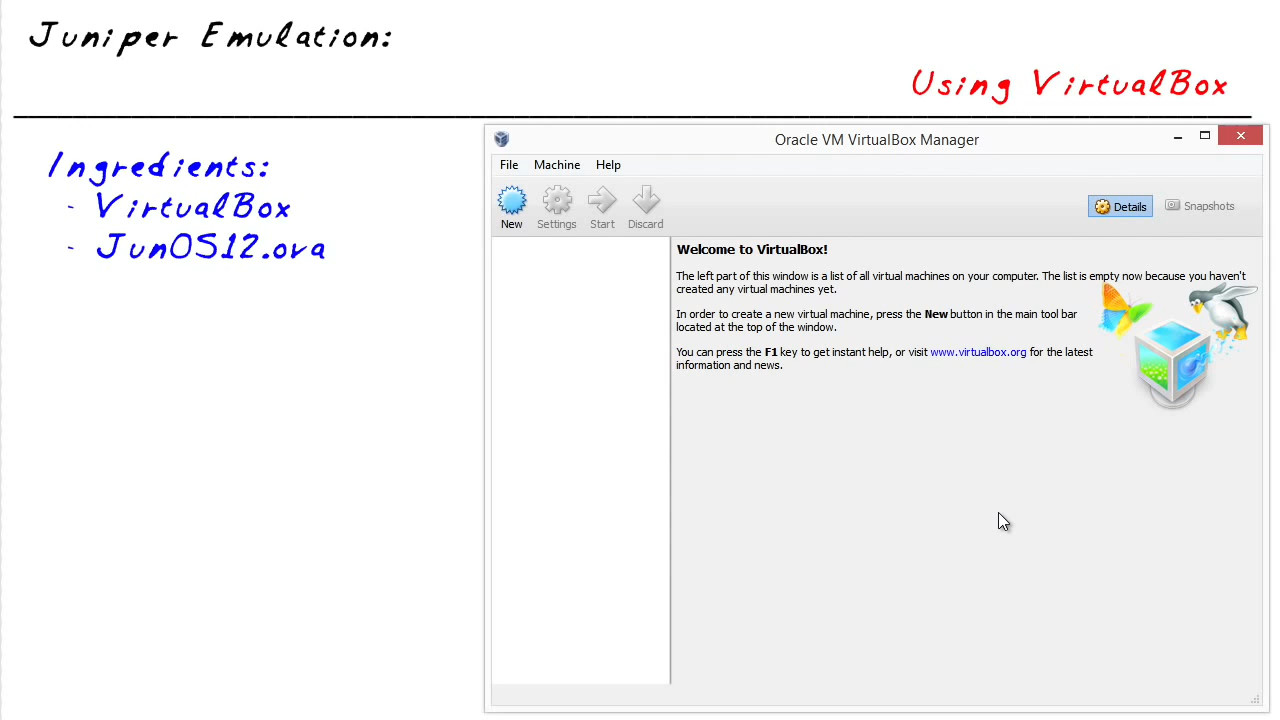 Juniper Emulation:
Using VirtualBox
Ingredients:
- VirtualBox
- JunOS12.ova
Oracle VM VirtualBox Manager
File Machine Help
New Settings Start Discard
Details Snapshots
Welcome to VirtualBox!
The left part of this window is a list of all virtual machines on your computer. The list is empty now because you haven't
created any virtual machines yet.
In order to create a new virtual machine, press the New button in the main tool bar
located at the top of the window.
You can press the F1 key to get instant help, or visit www.virtualbox.org for the latest
information and news.